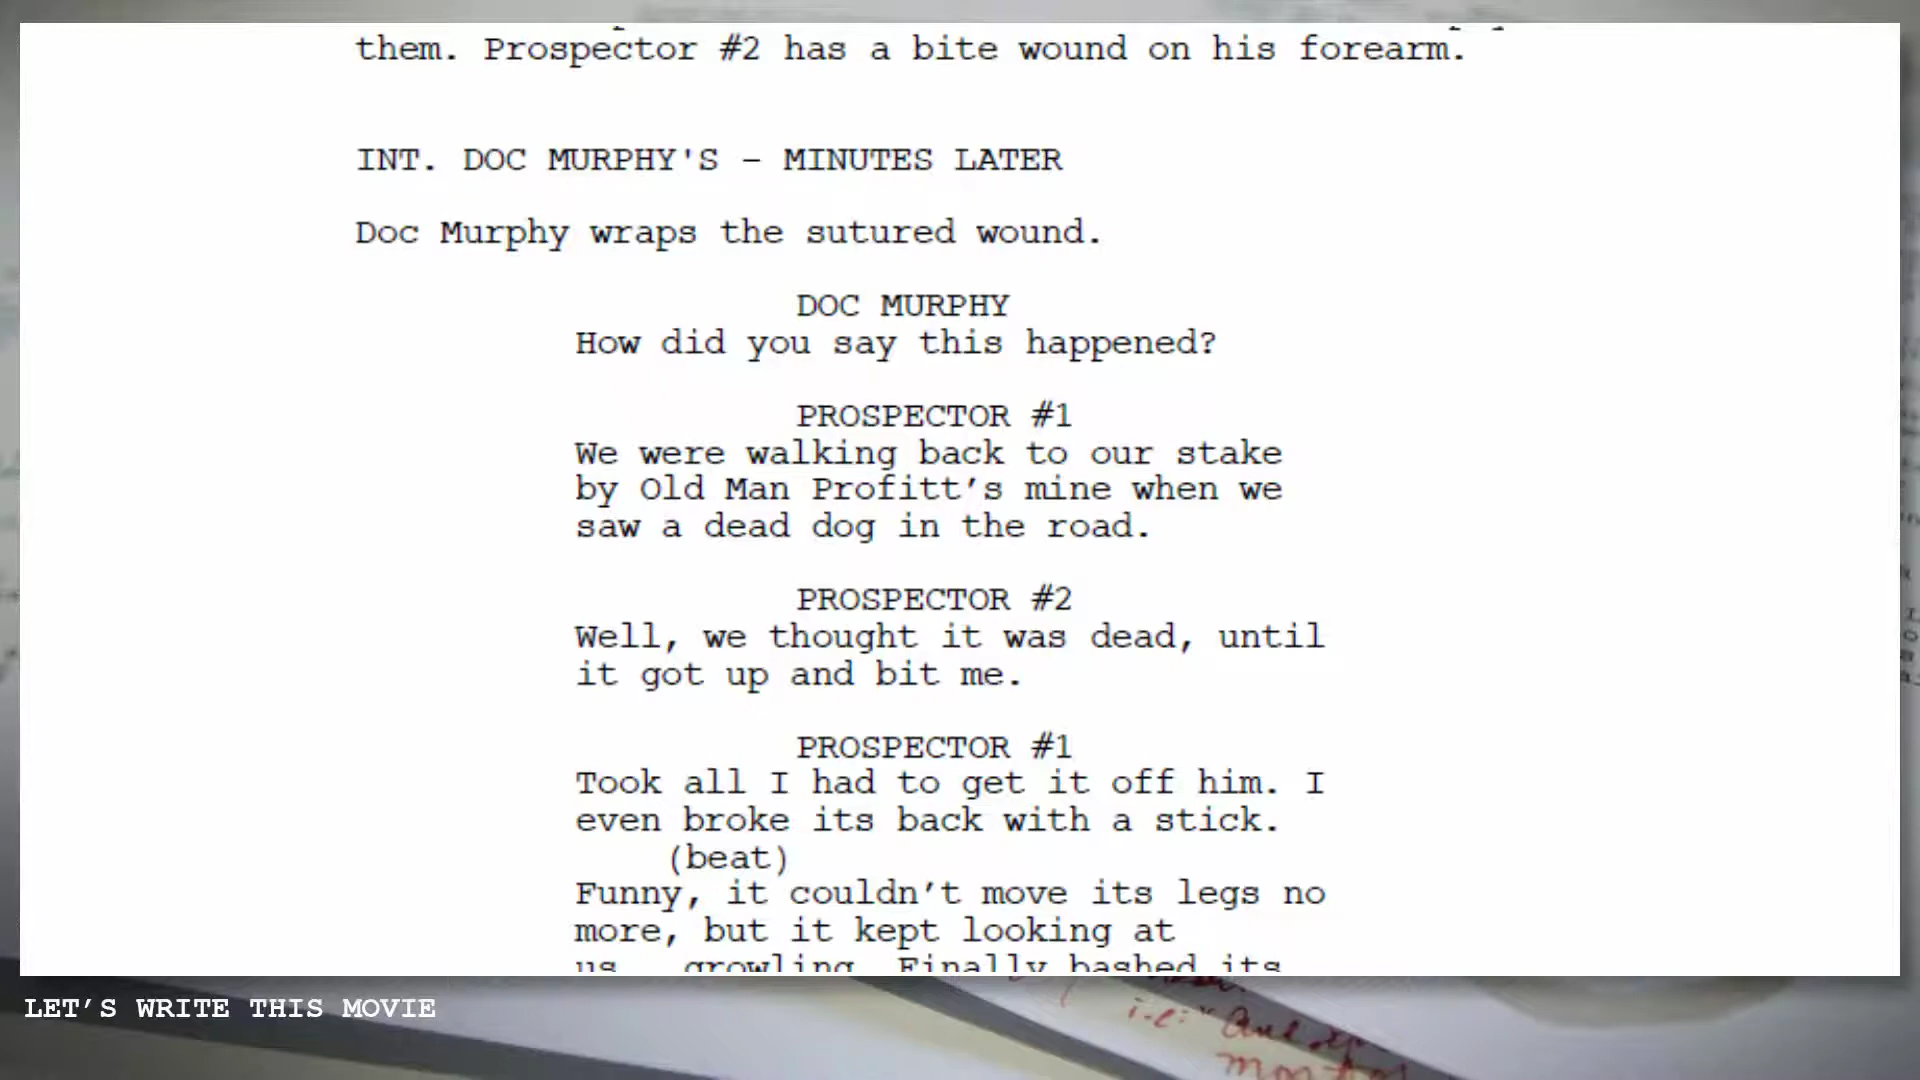 them. Prospector #2 has a bite wound on his forearm.
INT. DOC MURPHY'S – MINUTES LATER
Doc Murphy wraps the sutured wound.
DOC MURPHY
How did you say this happened?
PROSPECTOR #1
We were walking back to our stake
by Old Man Profitt’s mine when we
saw a dead dog in the road.
PROSPECTOR #2
Well, we thought it was dead, until
it got up and bit me.
PROSPECTOR #1
Took all I had to get it off him. I
even broke its back with a stick.
(beat)
Funny, it couldn’t move its legs no
more, but it kept looking at
us growling. Finally bashed its
LET’S WRITE THIS MOVIE
i-e: